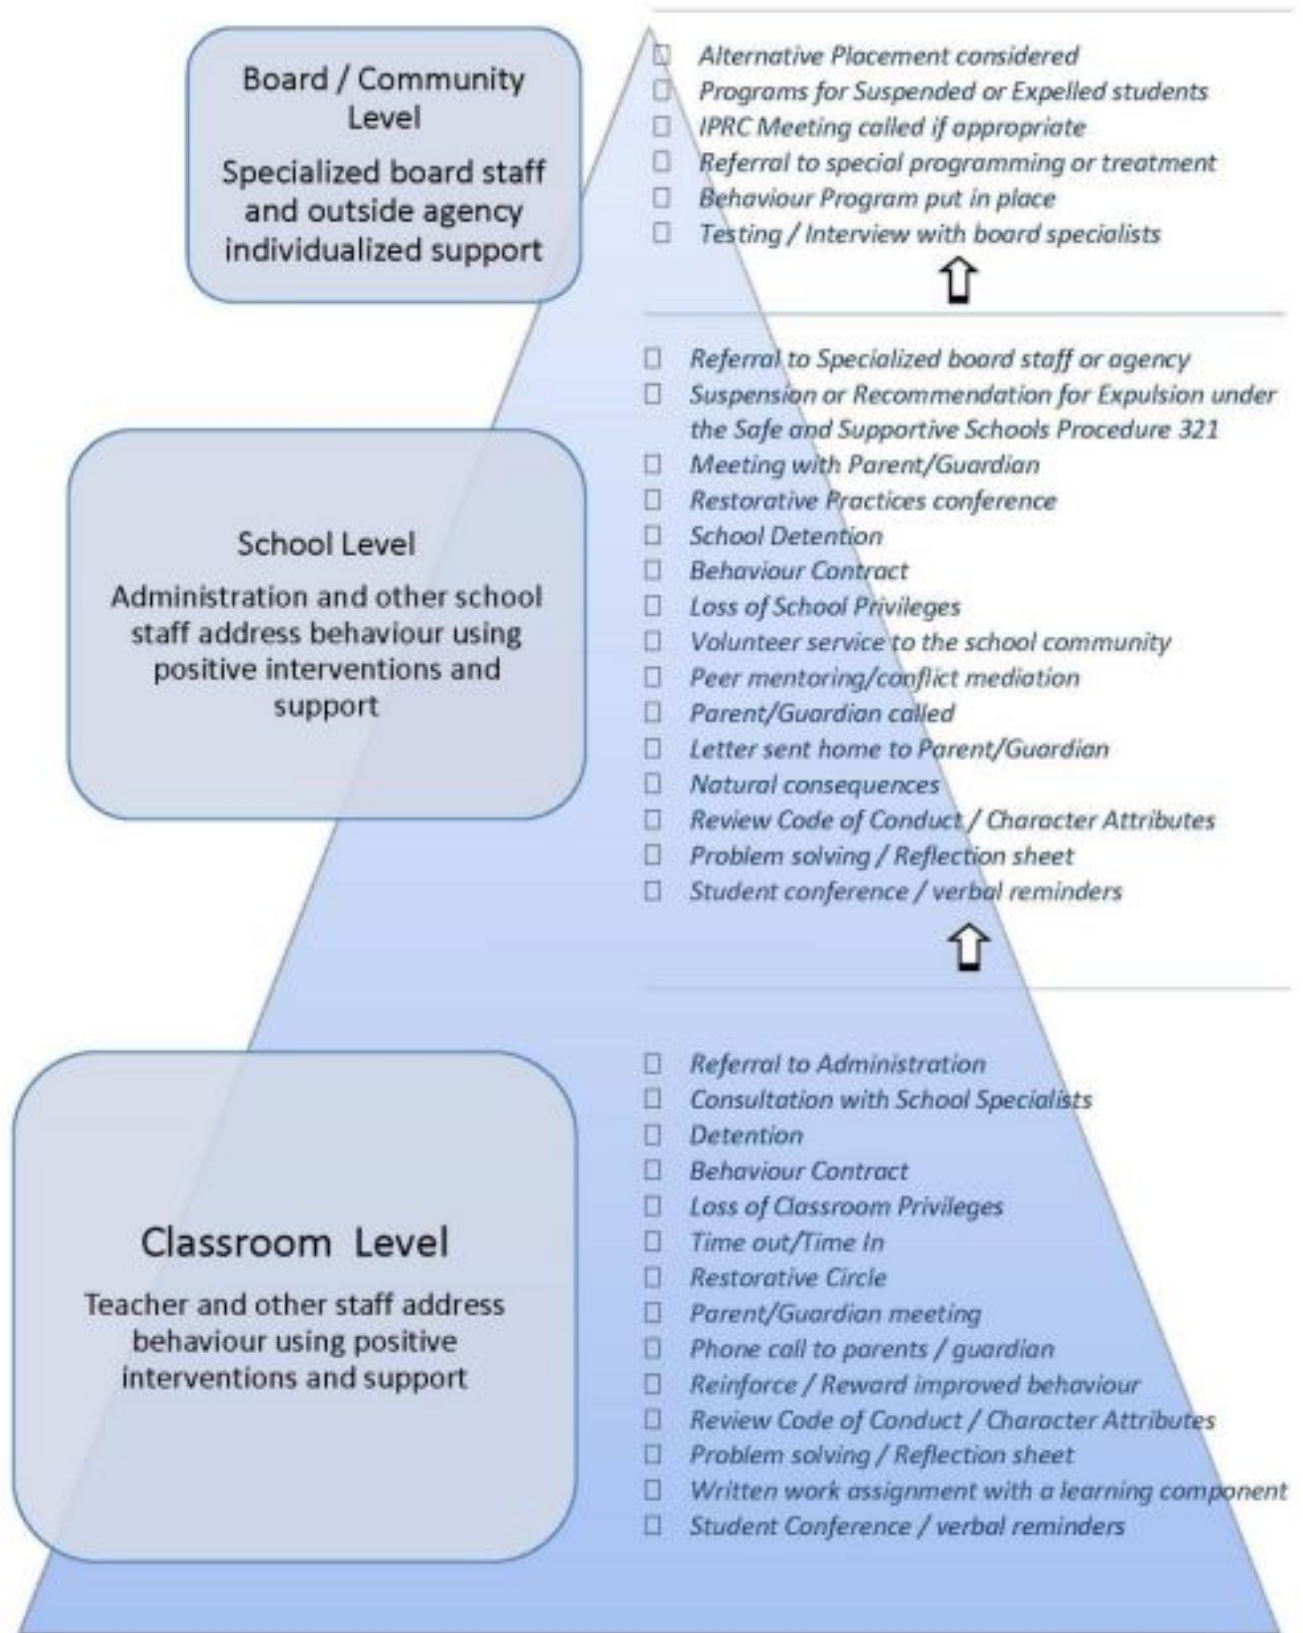 Board / Community
Level
Specialized board staff
and outside agency
individualized support
Alternative Placement considered
Programs for Suspended or Expelled students
IPRC Meeting called if appropriate
Referral to special programming or treatment
Behaviour Program put in place
Testing / Interview with board specialists
School Level
Administration and other school
staff address behaviour using
positive interventions and
support
Referral to Specialized board staff or agency
Suspension or Recommendation for Expulsion under
the Safe and Supportive Schools Procedure 321
Meeting with Parent/Guardian
Restorative Practices conference
School Detention
Behaviour Contract
Loss of School Privileges
Volunteer service to the school community
Peer mentoring/conflict mediation
Parent/Guardian called
Letter sent home to Parent/Guardian
Natural consequences
Review Code of Conduct / Character Attributes
Problem solving / Reflection sheet
Student conference / verbal reminders
Classroom Level
Teacher and other staff address
behaviour using positive
interventions and support
Referral to Administration
Consultation with School Specialists
Detention
Behaviour Contract
Loss of Classroom Privileges
Time out/Time In
Restorative Circle
Parent/Guardian meeting
Phone call to parents / guardian
Reinforce / Reward improved behaviour
Review Code of Conduct / Character Attributes
Problem solving / Reflection sheet
Written work assignment with a learning component
Student Conference / verbal reminders